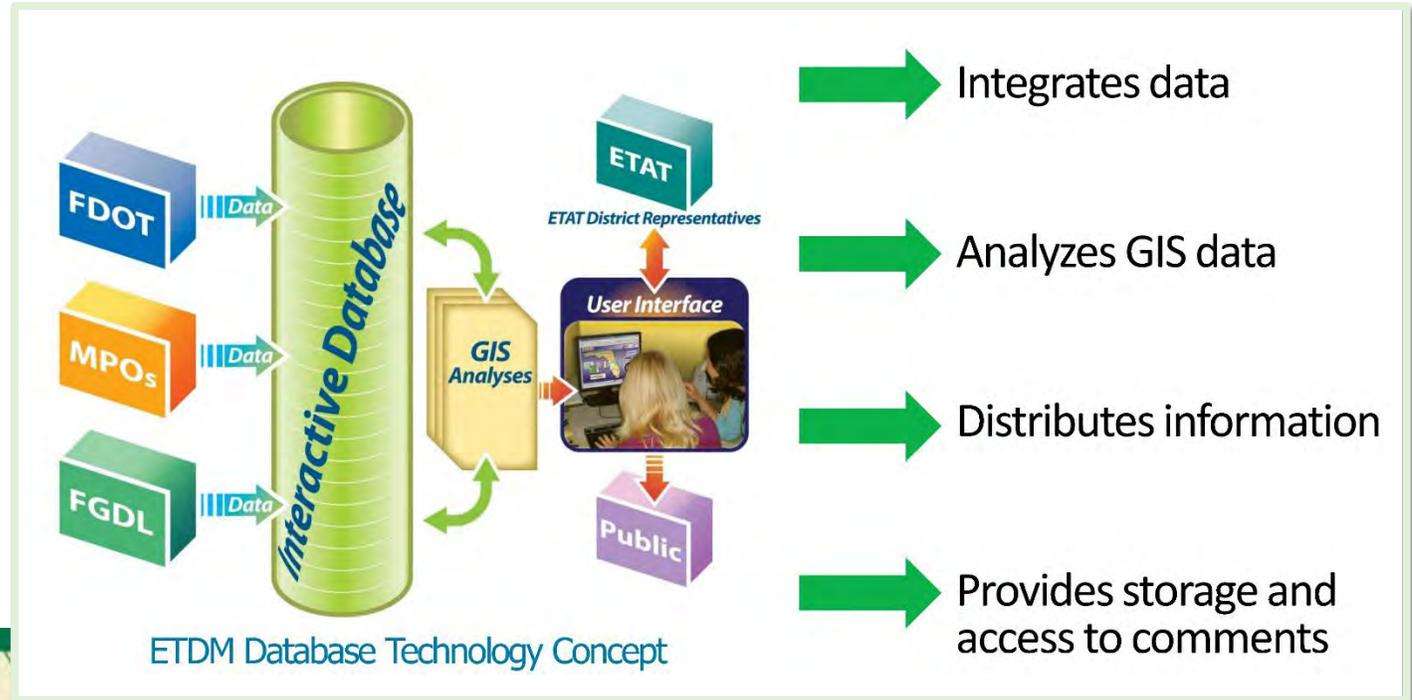 FDOT
Data
MPOs
Data
FGDL
Data
Interactive Database
GIS
Analyses
ETAT
ETAT District Representatives
User Interface
Public
ETDM Database Technology Concept
Integrates data
Analyzes GIS data
Distributes information
Provides storage and
access to comments